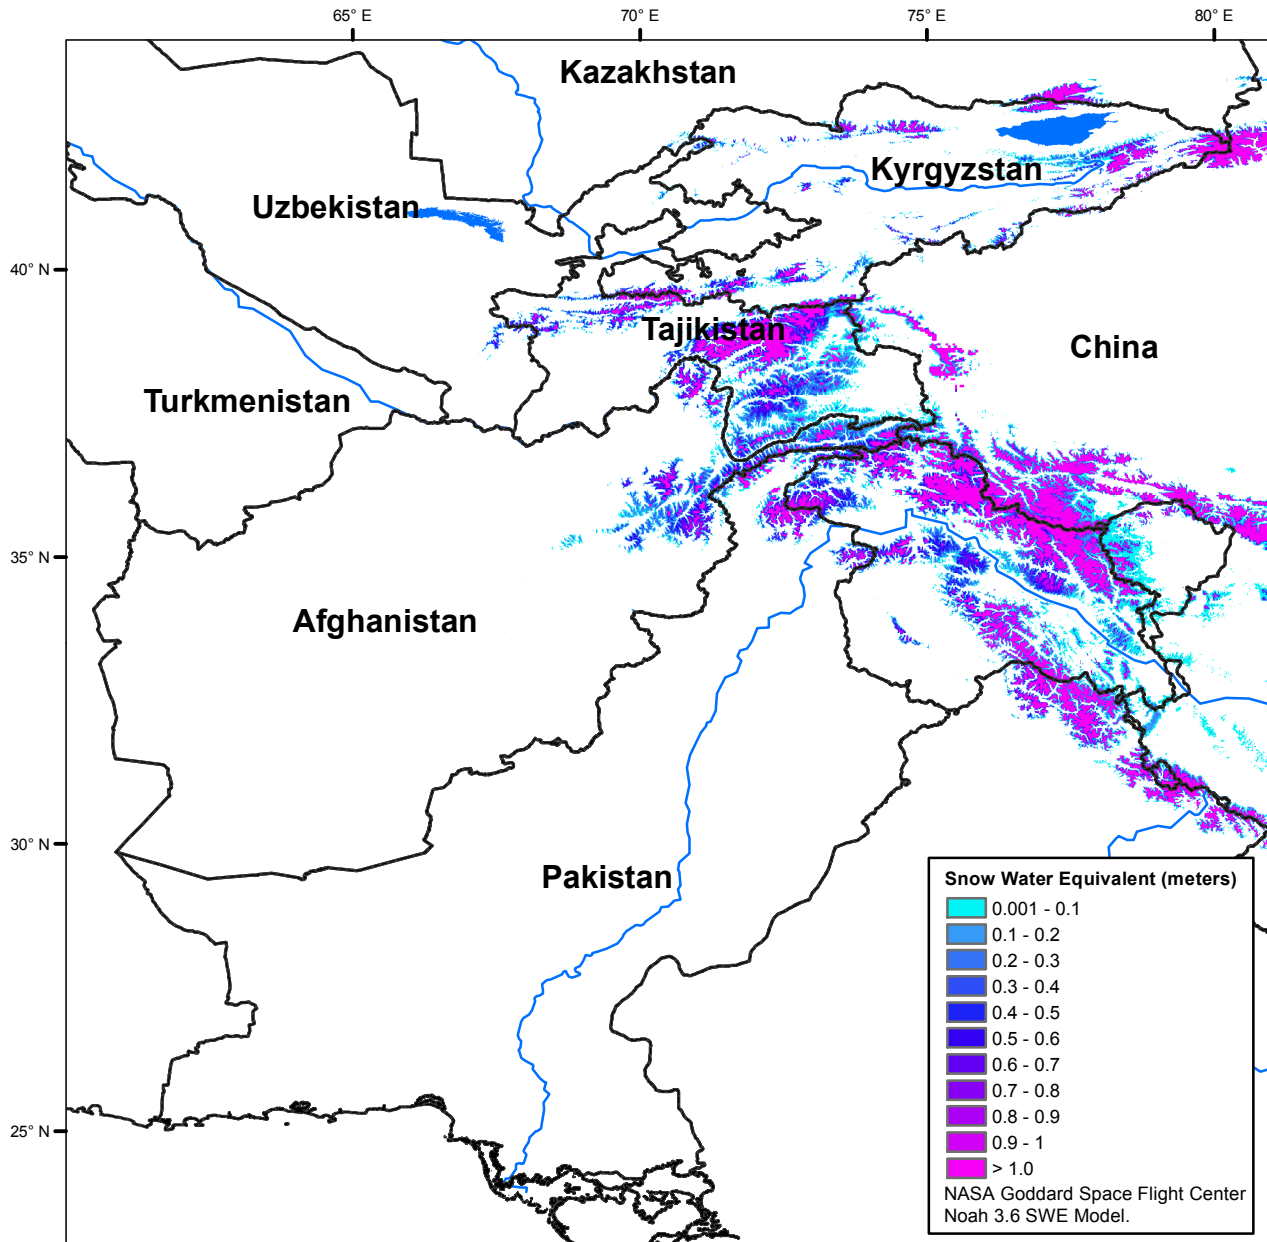 65° E
70° E
75° E
80° E
Kazakhstan
Kyrgyzstan
Uzbekistan
40° N
Tajikistan
China
Turkmenistan
35° N
Afghanistan
30° N
Pakistan
25° N
Snow Water Equivalent (meters)
0.001 - 0.1
0.1 - 0.2
0.2 - 0.3
0.3 - 0.4
0.4 - 0.5
0.5 - 0.6
0.6 - 0.7
0.7 - 0.8
0.8 - 0.9
0.9 - 1
> 1.0
NASA Goddard Space Flight Center
Noah 3.6 SWE Model.